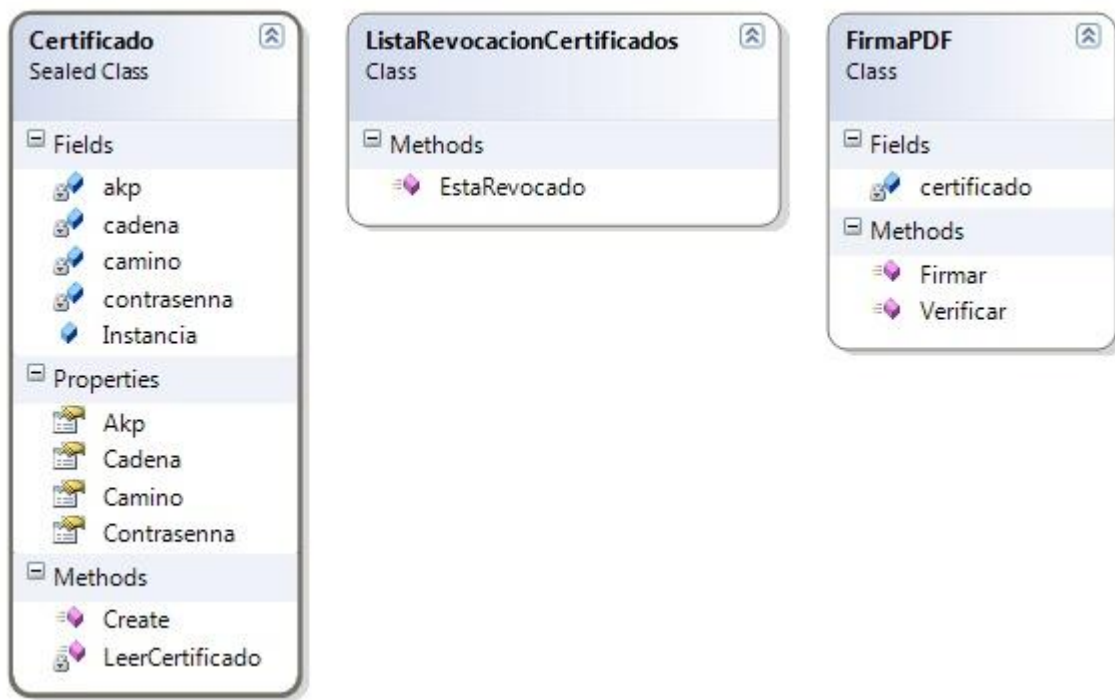 Certificado
Sealed Class
Fields
akp
cadena
camino
contrasenna
Instancia
Properties
Akp
Cadena
Camino
Contrasenna
Methods
Create
LeerCertificado
ListaRevocacionCertificados
Class
Methods
EstaRevocado
FirmaPDF
Class
Fields
certificado
Methods
Firmar
Verificar